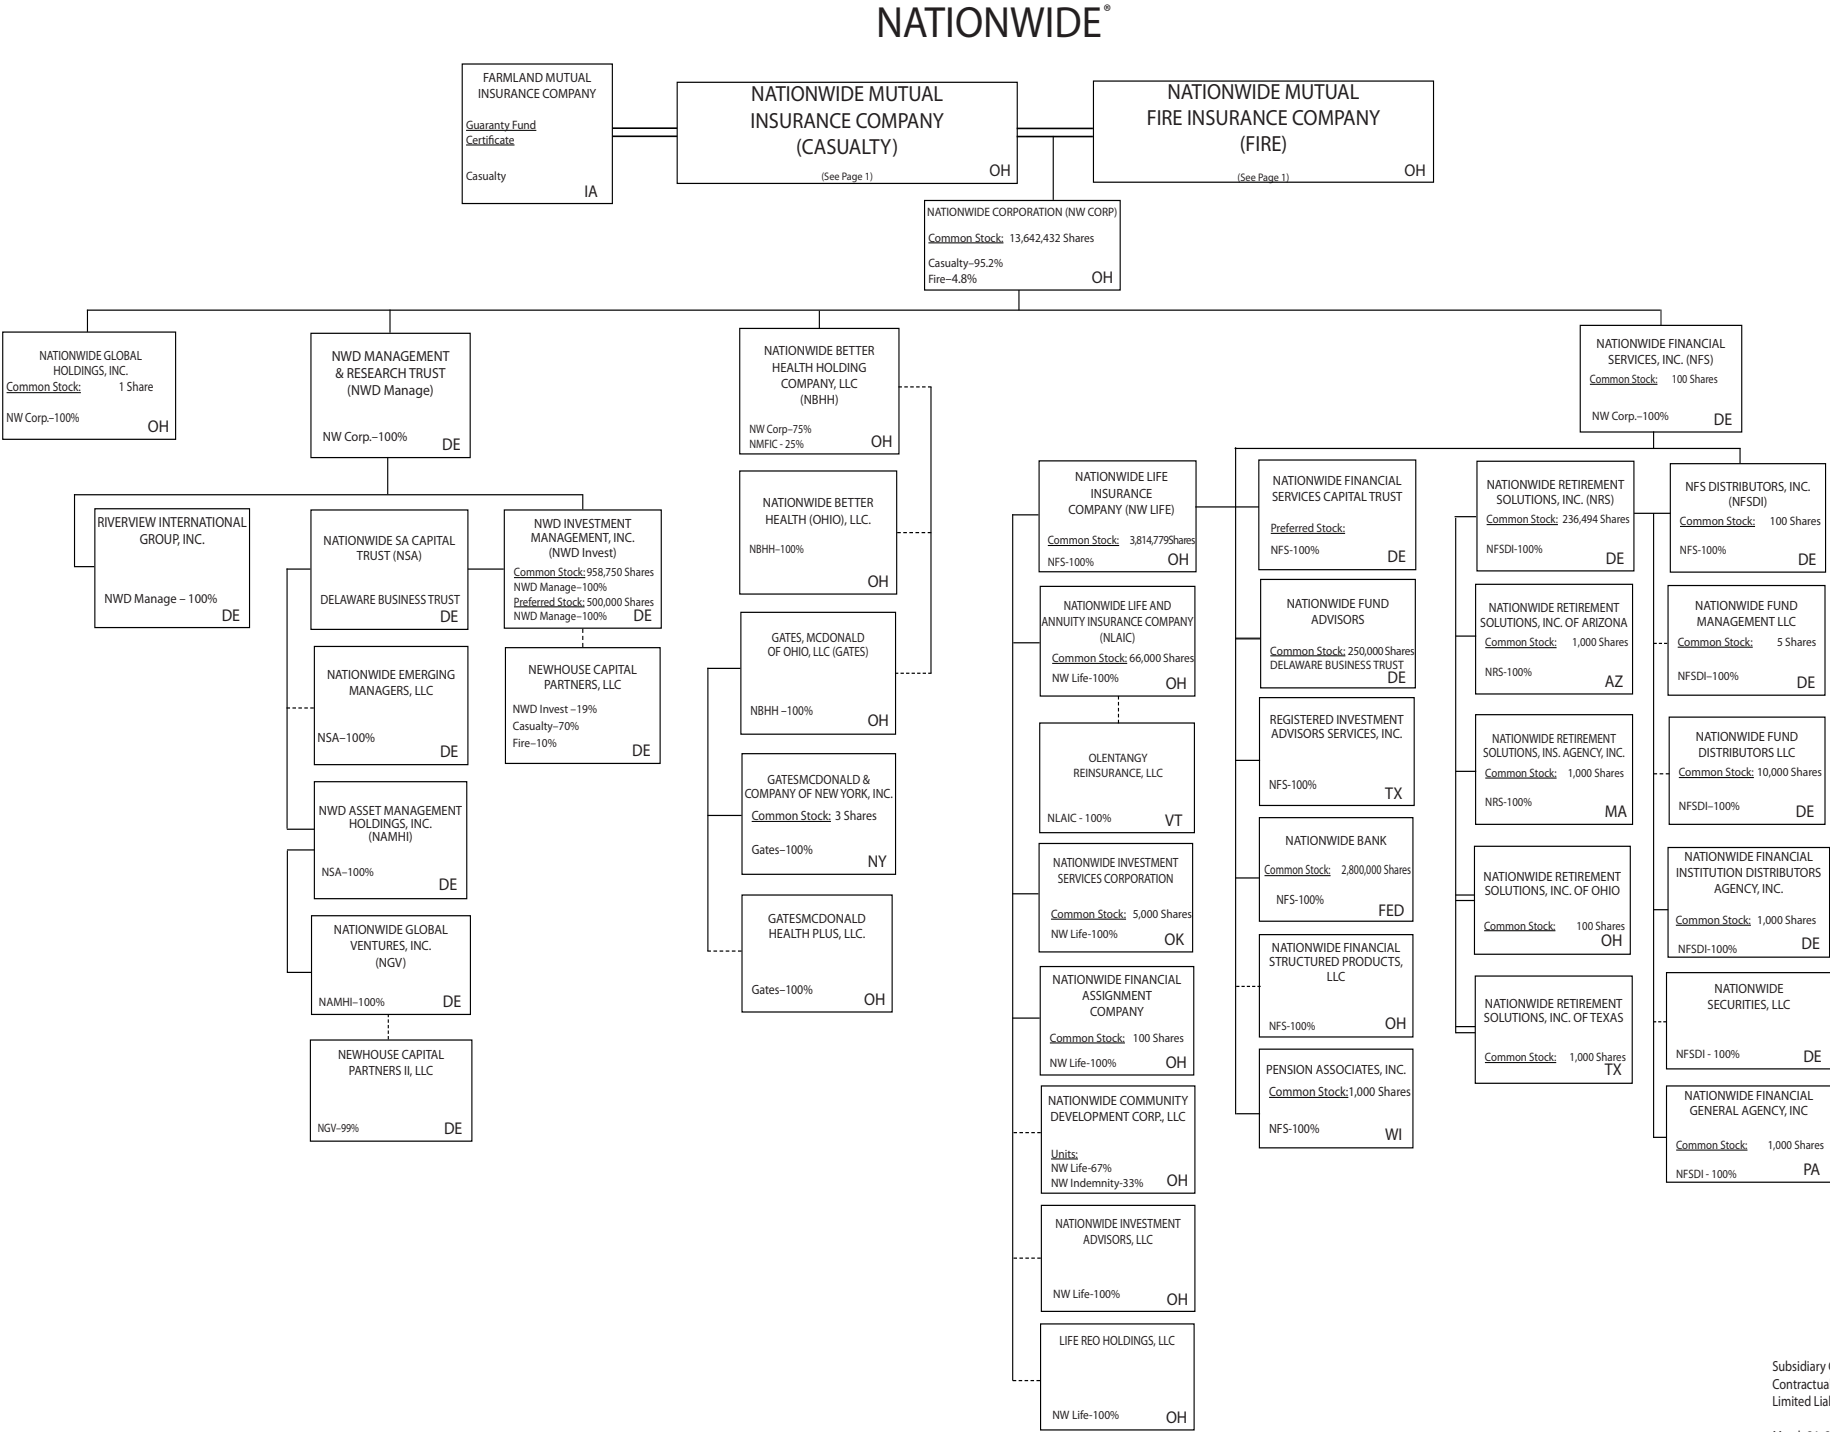 NATIONWIDE®
FARMLAND MUTUAL
INSURANCE COMPANY
Guaranty Fund
Certificate
Casualty
IA
NATIONWIDE MUTUAL
INSURANCE COMPANY
(CASUALTY)
(See Page 1)
OH
NATIONWIDE MUTUAL
FIRE INSURANCE COMPANY
(FIRE)
(See Page 1)
OH
NATIONWIDE CORPORATION (NW CORP)
Common Stock: 13,642,432 Shares
Casualty–95.2%
Fire–4.8%
OH
NATIONWIDE GLOBAL
HOLDINGS, INC.
Common Stock: 1 Share
NW Corp.–100%
OH
NWD MANAGEMENT
& RESEARCH TRUST
(NWD Manage)
NW Corp.–100%
DE
NATIONWIDE BETTER
HEALTH HOLDING
COMPANY, LLC
(NBHH)
NW Corp–75%
NMFIC - 25%
OH
NATIONWIDE FINANCIAL
SERVICES, INC. (NFS)
Common Stock: 100 Shares
NW Corp.–100%
DE
RIVERVIEW INTERNATIONAL
GROUP, INC.
NWD Manage – 100%
DE
NATIONWIDE SA CAPITAL
TRUST (NSA)
DELAWARE BUSINESS TRUST
DE
NWD INVESTMENT
MANAGEMENT, INC.
(NWD Invest)
Common Stock: 958,750 Shares
NWD Manage–100%
Preferred Stock: 500,000 Shares
NWD Manage–100%
DE
NATIONWIDE EMERGING
MANAGERS, LLC
NSA–100%
DE
NEWHOUSE CAPITAL
PARTNERS, LLC
NWD Invest –19%
Casualty–70%
Fire–10%
DE
NWD ASSET MANAGEMENT
HOLDINGS, INC.
(NAMHI)
NSA–100%
DE
NATIONWIDE GLOBAL
VENTURES, INC.
(NGV)
NAMHI–100%
DE
NEWHOUSE CAPITAL
PARTNERS II, LLC
NGV–99%
DE
NATIONWIDE BETTER
HEALTH (OHIO), LLC.
NBHH–100%
OH
GATES, MCDONALD
OF OHIO, LLC (GATES)
NBHH –100%
OH
GATESMCDONALD &
COMPANY OF NEW YORK, INC.
Common Stock: 3 Shares
Gates–100%
NY
GATESMCDONALD
HEALTH PLUS, LLC.
Gates–100%
OH
NATIONWIDE LIFE
INSURANCE
COMPANY (NW LIFE)
Common Stock: 3,814,779Shares
NFS-100%
OH
NATIONWIDE LIFE AND
ANNUITY INSURANCE COMPANY
(NLAIC)
Common Stock: 66,000 Shares
NW Life-100%
OH
OLENTANGY
REINSURANCE, LLC
NLAIC - 100%
VT
NATIONWIDE INVESTMENT
SERVICES CORPORATION
Common Stock: 5,000 Shares
NW Life-100%
OK
NATIONWIDE FINANCIAL
ASSIGNMENT
COMPANY
Common Stock: 100 Shares
NW Life-100%
OH
NATIONWIDE COMMUNITY
DEVELOPMENT CORP., LLC
Units:
NW Life-67%
NW Indemnity-33%
OH
NATIONWIDE INVESTMENT
ADVISORS, LLC
NW Life-100%
OH
LIFE REO HOLDINGS, LLC
NW Life-100%
OH
NATIONWIDE FINANCIAL
SERVICES CAPITAL TRUST
Preferred Stock:
NFS-100%
DE
NATIONWIDE FUND
ADVISORS
Common Stock: 250,000 Shares
DELAWARE BUSINESS TRUST
DE
REGISTERED INVESTMENT
ADVISORS SERVICES, INC.
NFS-100%
TX
NATIONWIDE BANK
Common Stock: 2,800,000 Shares
NFS-100%
FED
NATIONWIDE FINANCIAL
STRUCTURED PRODUCTS,
LLC
NFS-100%
OH
PENSION ASSOCIATES, INC.
Common Stock:1,000 Shares
NFS-100%
WI
NATIONWIDE RETIREMENT
SOLUTIONS, INC. (NRS)
Common Stock: 236,494 Shares
NFSDI-100%
DE
NATIONWIDE RETIREMENT
SOLUTIONS, INC. OF ARIZONA
Common Stock: 1,000 Shares
NRS-100%
AZ
NATIONWIDE RETIREMENT
SOLUTIONS, INS. AGENCY, INC.
Common Stock: 1,000 Shares
NRS-100%
MA
NATIONWIDE RETIREMENT
SOLUTIONS, INC. OF OHIO
Common Stock: 100 Shares
OH
NATIONWIDE RETIREMENT
SOLUTIONS, INC. OF TEXAS
Common Stock: 1,000 Shares
TX
NFS DISTRIBUTORS, INC.
(NFSDI)
Common Stock: 100 Shares
NFS-100%
DE
NATIONWIDE FUND
MANAGEMENT LLC
Common Stock: 5 Shares
NFSDI–100%
DE
NATIONWIDE FUND
DISTRIBUTORS LLC
Common Stock: 10,000 Shares
NFSDI–100%
DE
NATIONWIDE FINANCIAL
INSTITUTION DISTRIBUTORS
AGENCY, INC.
Common Stock: 1,000 Shares
NFSDI-100%
DE
NATIONWIDE
SECURITIES, LLC
NFSDI - 100%
DE
NATIONWIDE FINANCIAL
GENERAL AGENCY, INC
Common Stock: 1,000 Shares
NFSDI - 100%
PA
Subsidiary
Contractua
Limited Lia